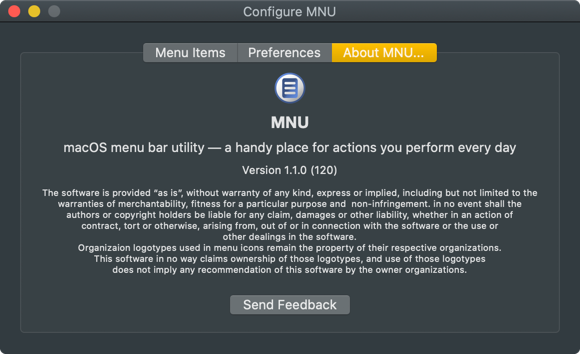 Configure MNU
Menu Items
Preferences
About MNU...
MNU
macOS menu bar utility — a handy place for actions you perform every day
Version 1.1.0 (120)
The software is provided “as is”, without warranty of any kind, express or implied, including but not limited to the
warranties of merchantability, fitness for a particular purpose and  non-infringement. in no event shall the
authors or copyright holders be liable for any claim, damages or other liability, whether in an action of
contract, tort or otherwise, arising from, out of or in connection with the software or the use or
other dealings in the software.
Organizaion logotypes used in menu icons remain the property of their respective organizations.
This software in no way claims ownership of those logotypes, and use of those logotypes
does not imply any recommendation of this software by the owner organizations.
Send Feedback